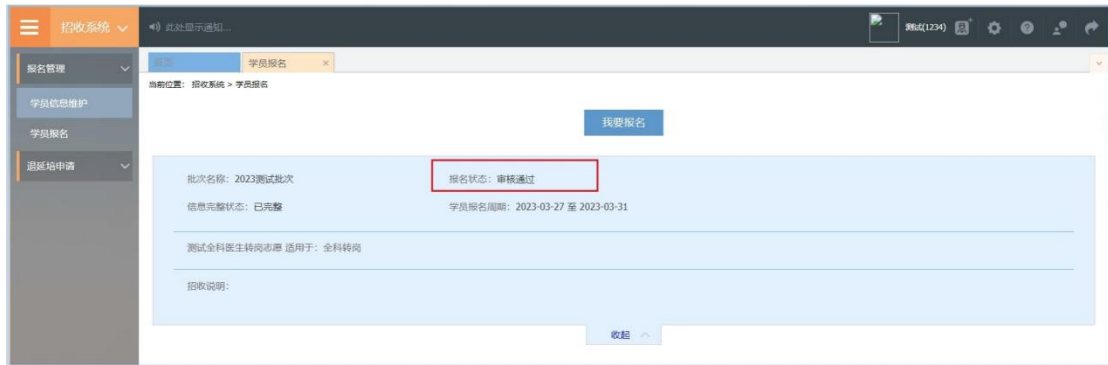 招收系统
此处显示通知...
测试(1234)
报名管理
学员信息维护
学员报名
退延培申请
首页
学员报名 ×
当前位置： 招收系统 > 学员报名
我要报名
批次名称：2023测试批次
报名状态：审核通过
信息完整状态：已完整
学员报名周期：2023-03-27 至 2023-03-31
测试全科医生转岗志愿 适用于：全科转岗
招收说明：
收起